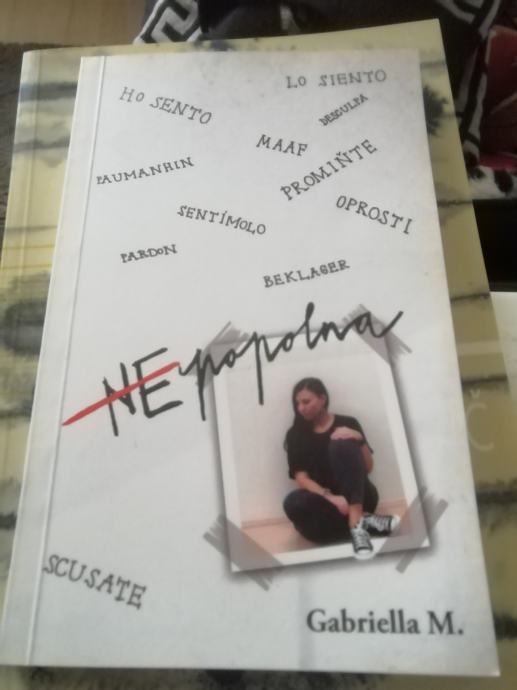 LO SIENTO
HO SENTO
DESCULPA
MAAF
PROMIŇTE
PAUMANHIN
OPROSTI
SENTÍMOLO
PARDON
BEKLAGER
NEpopolna
SCUSATE
Gabriella M.